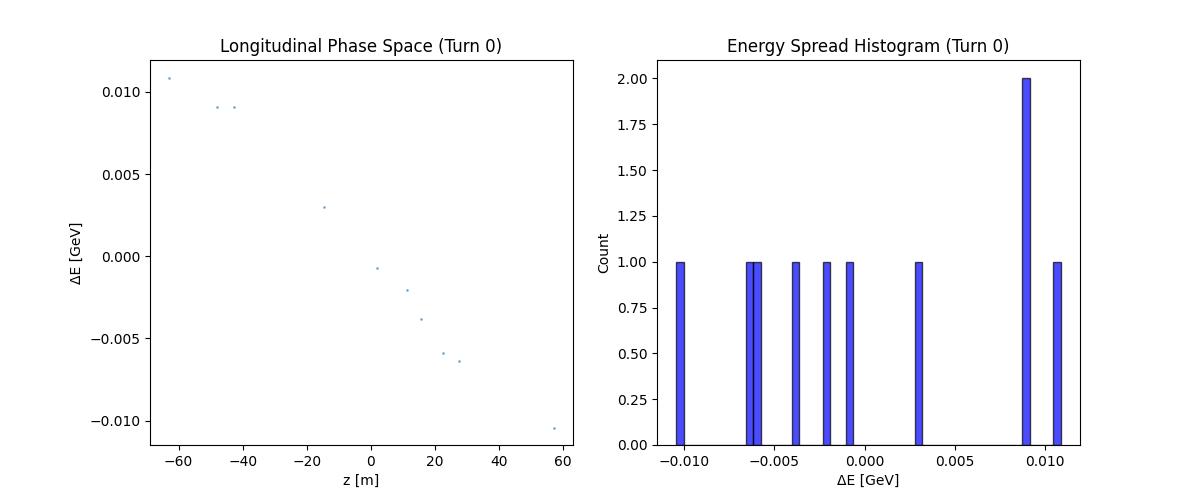 Longitudinal Phase Space (Turn 0)
0.010
0.005
0.000
−0.005
−0.010
ΔE [GeV]
−60 −40 −20 0 20 40 60
z [m]
Energy Spread Histogram (Turn 0)
2.00
1.75
1.50
1.25
1.00
0.75
0.50
0.25
0.00
Count
−0.010 −0.005 0.000 0.005 0.010
ΔE [GeV]